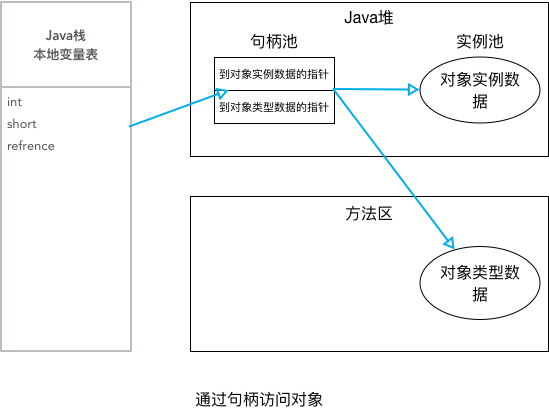 Java栈
本地变量表
int
short
refrence
Java堆
句柄池
实例池
到对象实例数据的指针
到对象类型数据的指针
对象实例数
据
方法区
对象类型数
据
通过句柄访问对象